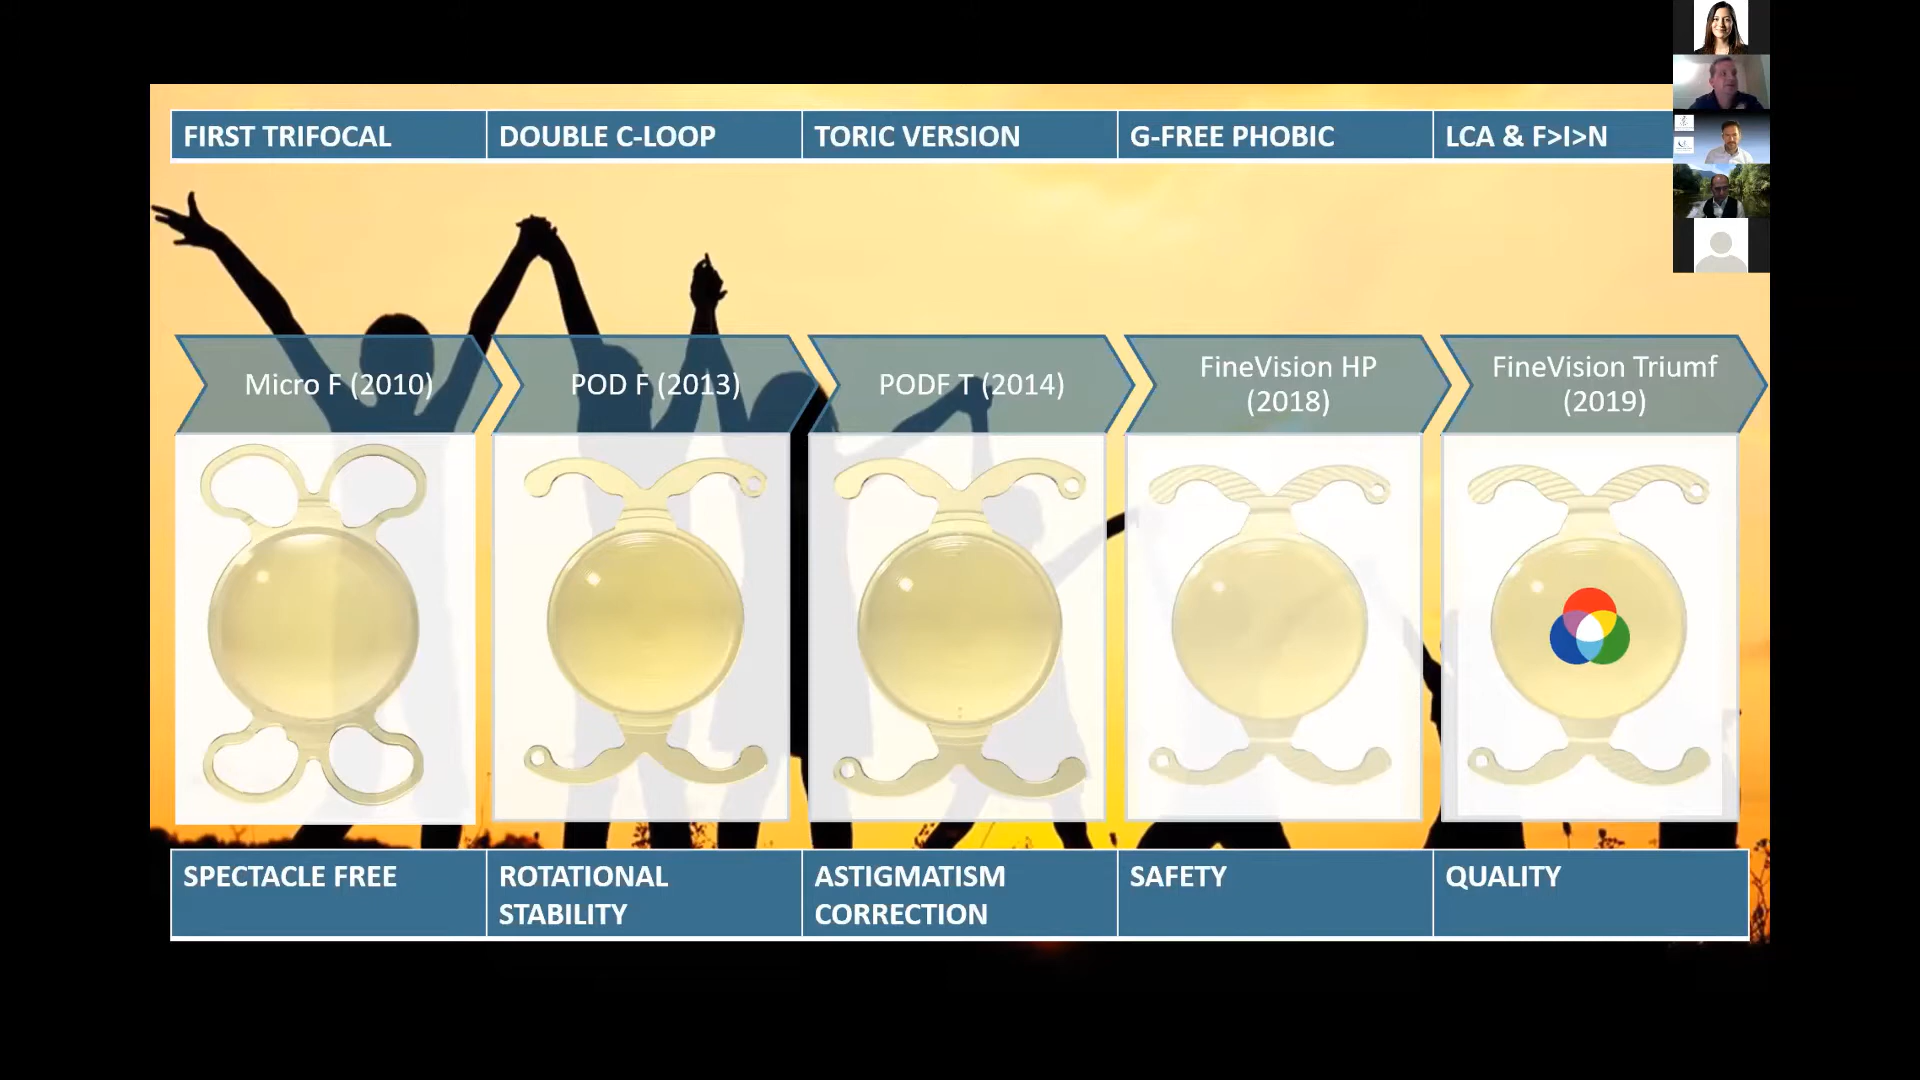 FIRST TRIFOCAL
DOUBLE C-LOOP
TORIC VERSION
G-FREE PHOBIC
LCA & F>I>N
Micro F (2010)
POD F (2013)
PODF T (2014)
FineVision HP
(2018)
FineVision Triumf
(2019)
SPECTACLE FREE
ROTATIONAL
STABILITY
ASTIGMATISM
CORRECTION
SAFETY
QUALITY